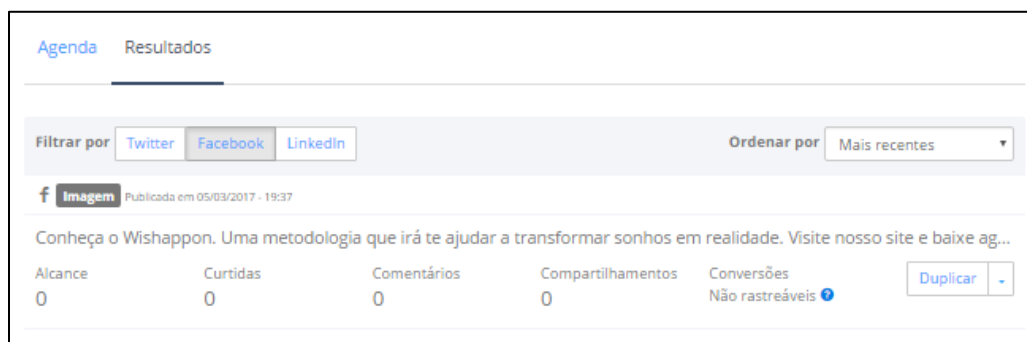 Agenda Resultados
Filtrar por Twitter Facebook LinkedIn Ordenar por Mais recentes
f Imagem Publicada em 05/03/2017 - 19:37
Conheça o Wishappon. Uma metodologia que irá te ajudar a transformar sonhos em realidade. Visite nosso site e baixe ag...
Alcance Curtidas Comentários Compartilhamentos Conversões
0 0 0 0 Não rastreáveis ?
Duplicar